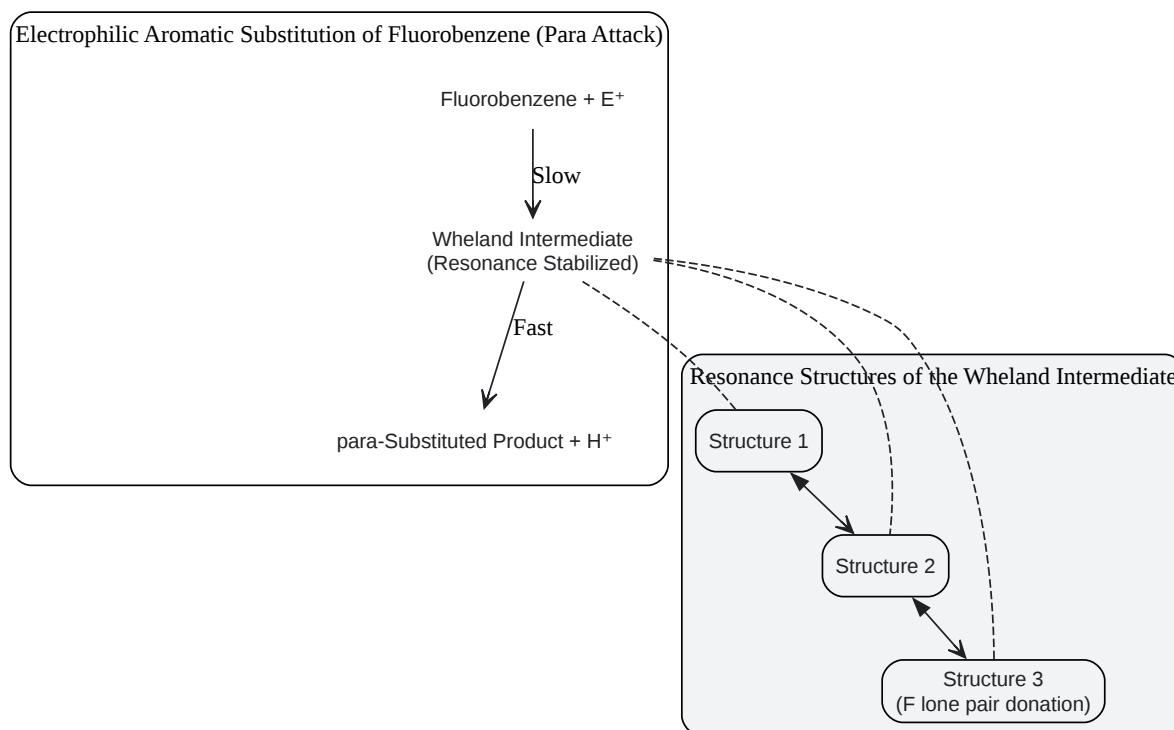 Electrophilic Aromatic Substitution of Fluorobenzene (Para Attack)
Fluorobenzene + E⁺
Slow
Wheland Intermediate
(Resonance Stabilized)
Fast
para-Substituted Product + H⁺
Resonance Structures of the Wheland Intermediate
Structure 1
Structure 2
Structure 3
(F lone pair donation)